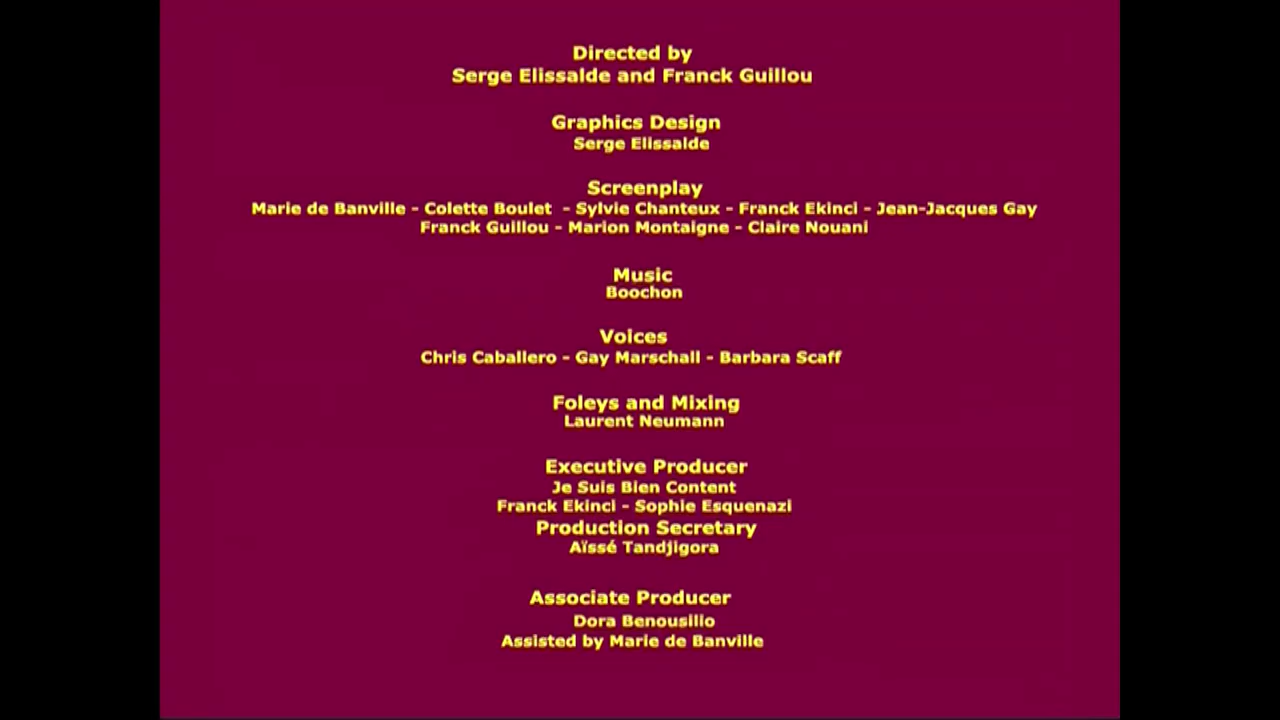 Directed by
Serge Elissalde and Franck Guillou
Graphics Design
Serge Elissalde
Screenplay
Marie de Banville - Colette Boulet - Sylvie Chanteux - Franck Ekinci - Jean-Jacques Gay
Franck Guillou - Marion Montaigne - Claire Nouani
Music
Boochon
Voices
Chris Caballero - Gay Marschall - Barbara Scaff
Foleys and Mixing
Laurent Neumann
Executive Producer
Je Suis Bien Content
Franck Ekinci - Sophie Esquenazi
Production Secretary
Aïssé Tandjigora
Associate Producer
Dora Benousilio
Assisted by Marie de Banville